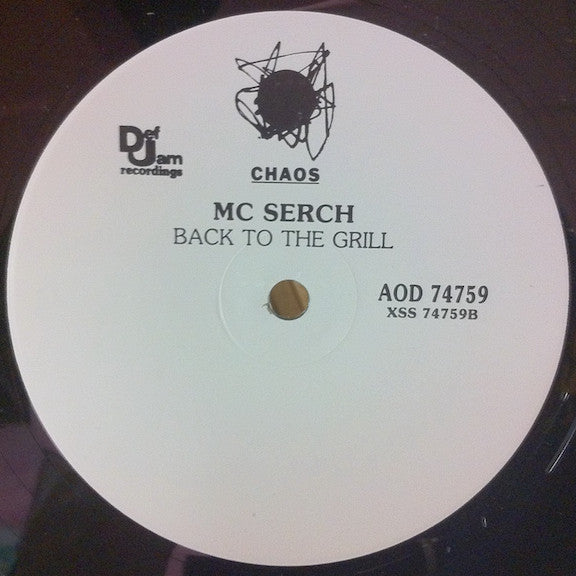 Def
Jam
recordings
CHAOS
MC SERCH
BACK TO THE GRILL
AOD 74759
XSS 74759B